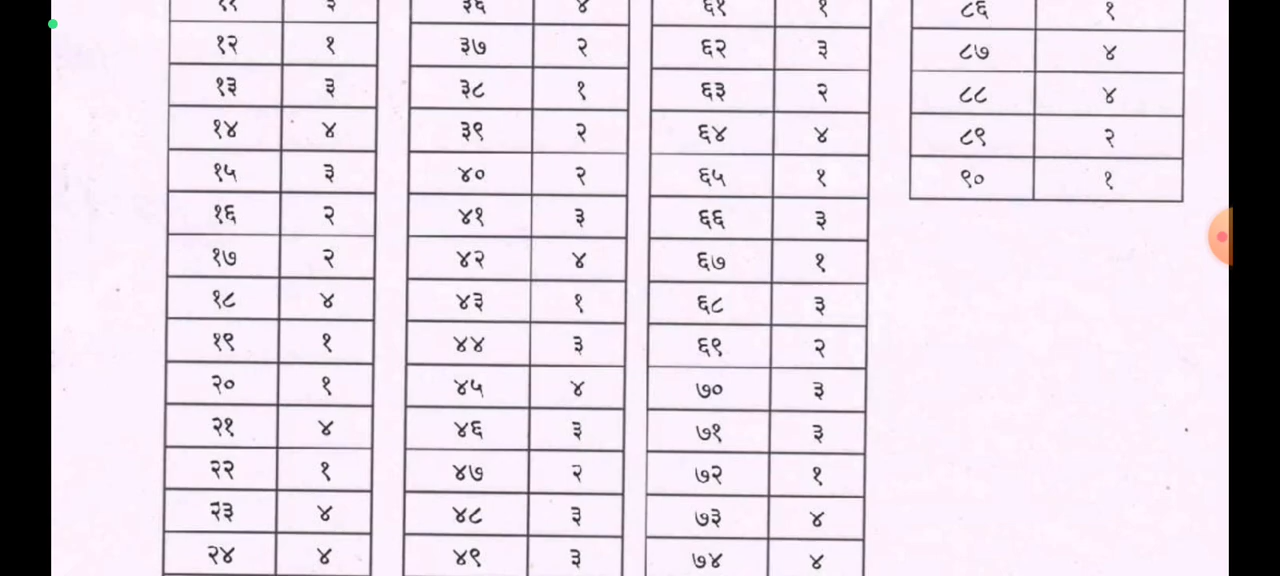 ११ ३ ३६ ४ ६१ १ ८६ १
१२ १ ३७ २ ६२ ३ ८७ ४
१३ ३ ३८ १ ६३ २ ८८ ४
१४ ४ ३९ २ ६४ ४ ८९ २
१५ ३ ४० २ ६५ १ ९० १
१६ २ ४१ ३ ६६ ३
१७ २ ४२ ४ ६७ १
१८ ४ ४३ १ ६८ ३
१९ १ ४४ ३ ६९ २
२० १ ४५ ४ ७० ३
२१ ४ ४६ ३ ७१ ३
२२ १ ४७ २ ७२ १
२३ ४ ४८ ३ ७३ ४
२४ ४ ४९ ३ ७४ ४